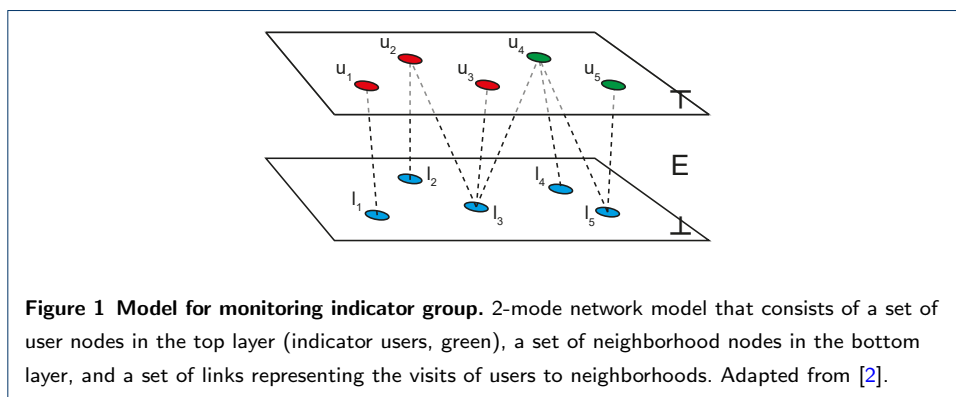 u2
u4
u1
u3
u5
⊤
E
l2
l4
l1
l3
l5
⊥
Figure 1 Model for monitoring indicator group. 2-mode network model that consists of a set of
user nodes in the top layer (indicator users, green), a set of neighborhood nodes in the bottom
layer, and a set of links representing the visits of users to neighborhoods. Adapted from [2].